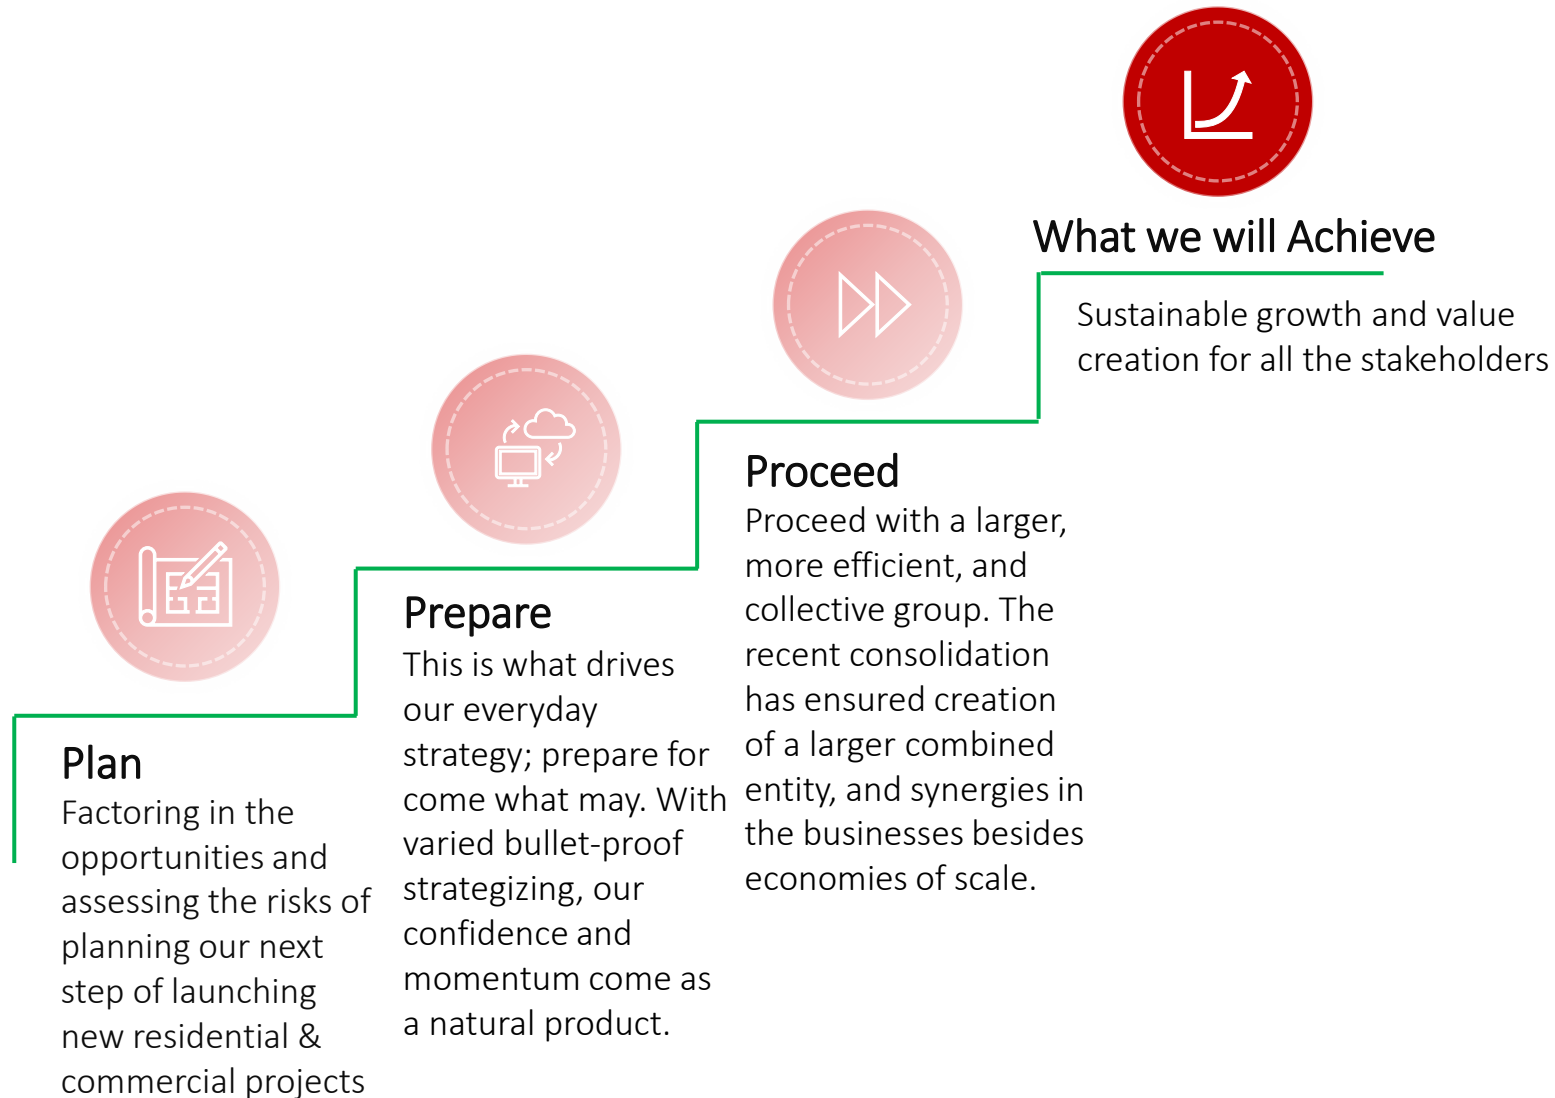 Plan
Factoring in the
opportunities and
assessing the risks of
planning our next
step of launching
new residential &
commercial projects
Prepare
This is what drives
our everyday
strategy; prepare for
come what may. With
varied bullet-proof
strategizing, our
confidence and
momentum come as
a natural product.
Proceed
Proceed with a larger,
more efficient, and
collective group. The
recent consolidation
has ensured creation
of a larger combined
entity, and synergies in
the businesses besides
economies of scale.
What we will Achieve
Sustainable growth and value
creation for all the stakeholders